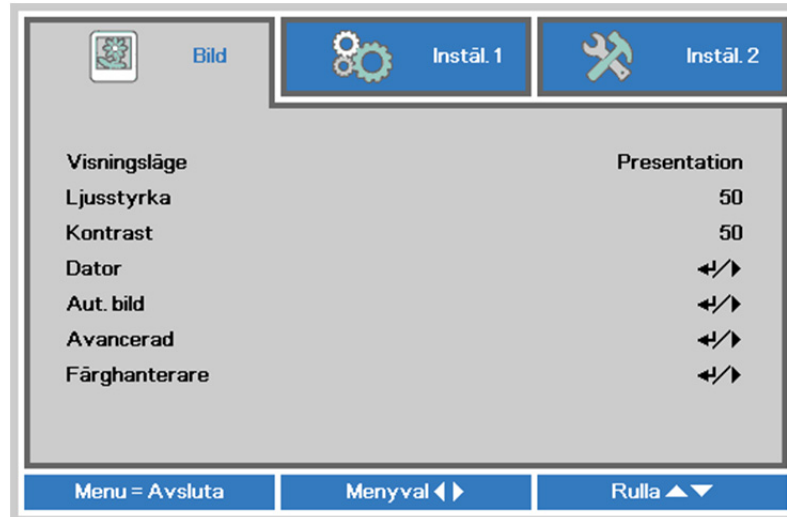 Bild
Instäl. 1
Instäl. 2
Visningsläge Presentation
Ljusstyrka 50
Kontrast 50
Dator
Aut. bild
Avancerad
Färghanterare
Menu = Avsluta
Menyval
Rulla